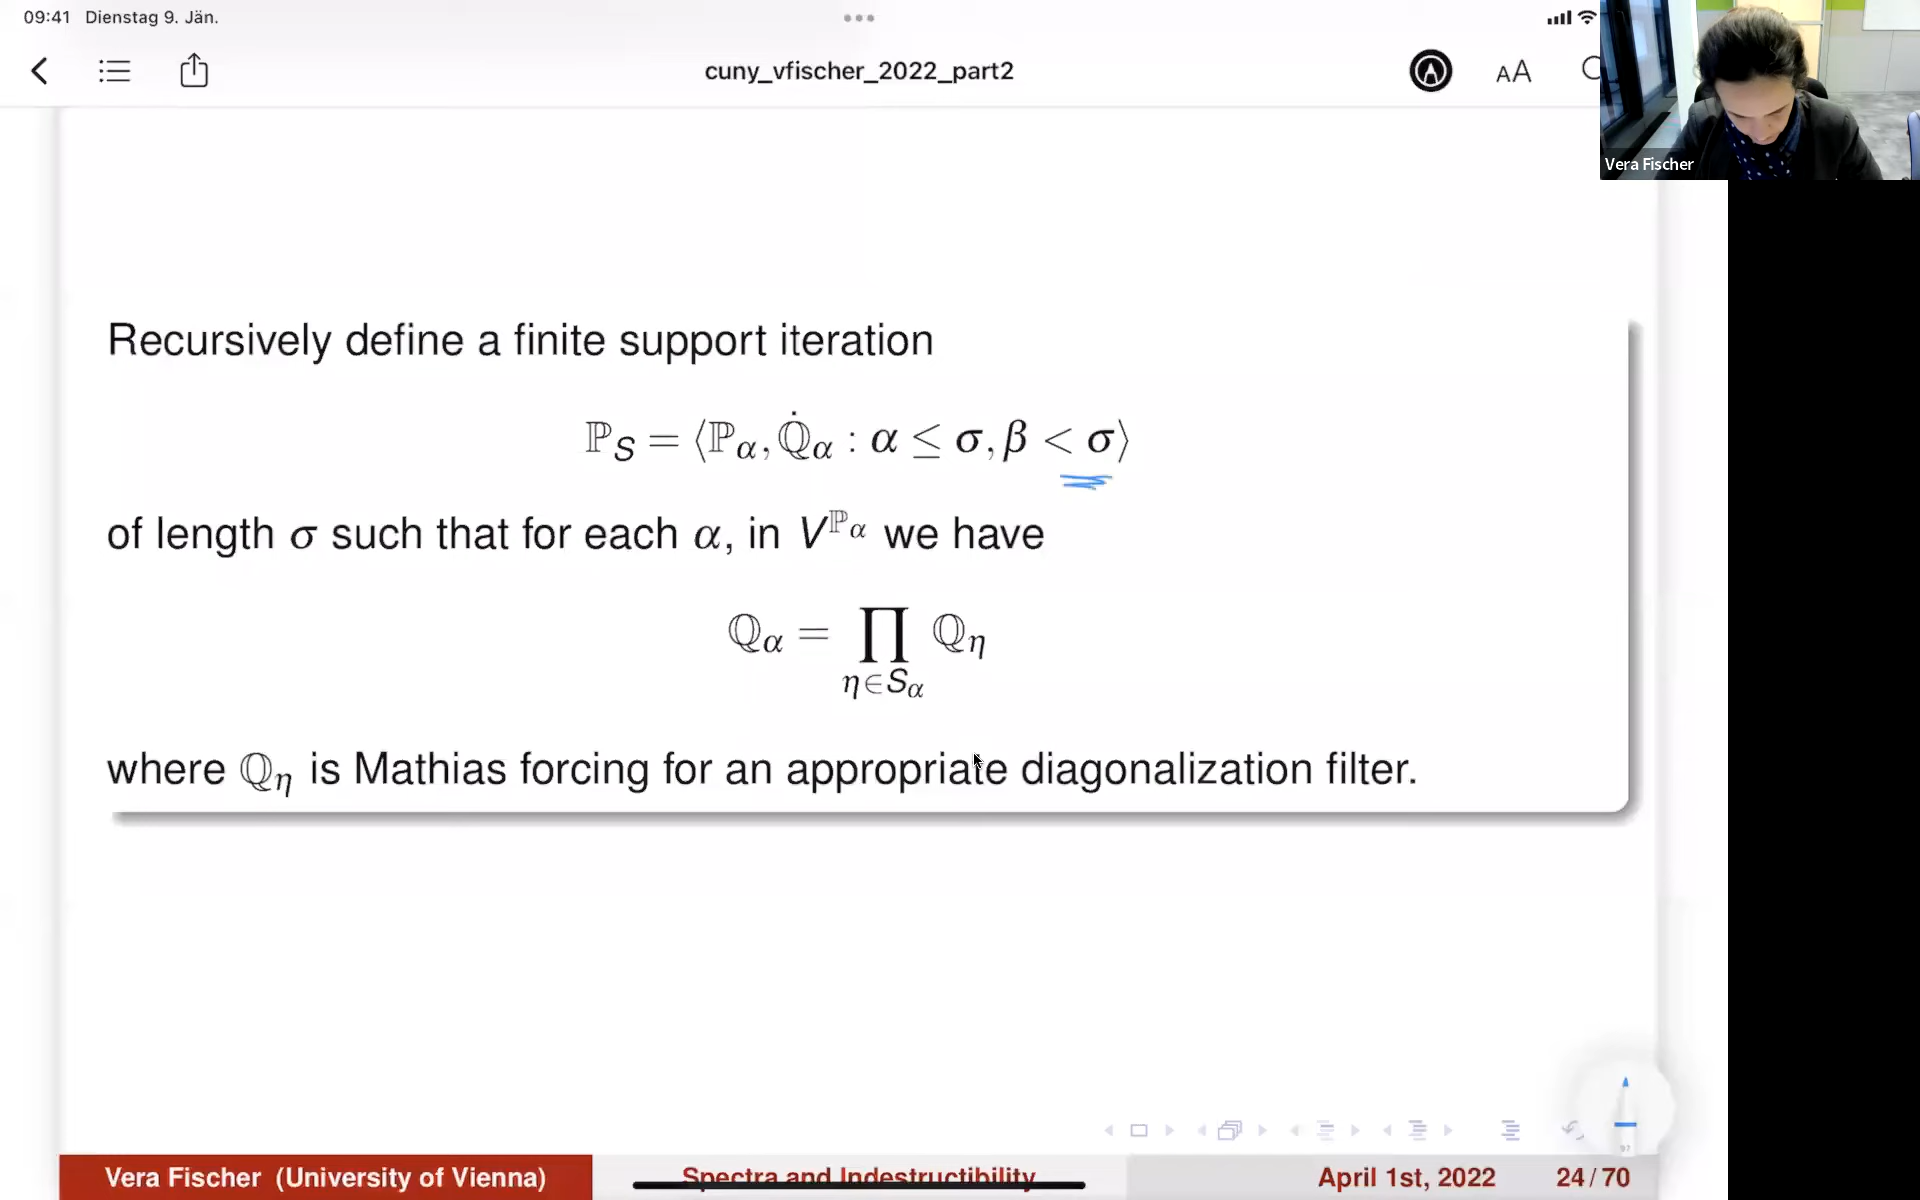 09:41 Dienstag 9. Jän.
cuny_vfischer_2022_part2
AA
Vera Fischer
Recursively define a finite support iteration
ℙ_S = ⟨ℙ_α, ℚ̇_α : α ≤ σ, β < σ⟩
of length σ such that for each α, in V^{ℙ_α} we have
ℚ_α = ∏_{η∈S_α} ℚ_η
where ℚ_η is Mathias forcing for an appropriate diagonalization filter.
Vera Fischer (University of Vienna) Spectra and Indestructibility April 1st, 2022 24 / 70